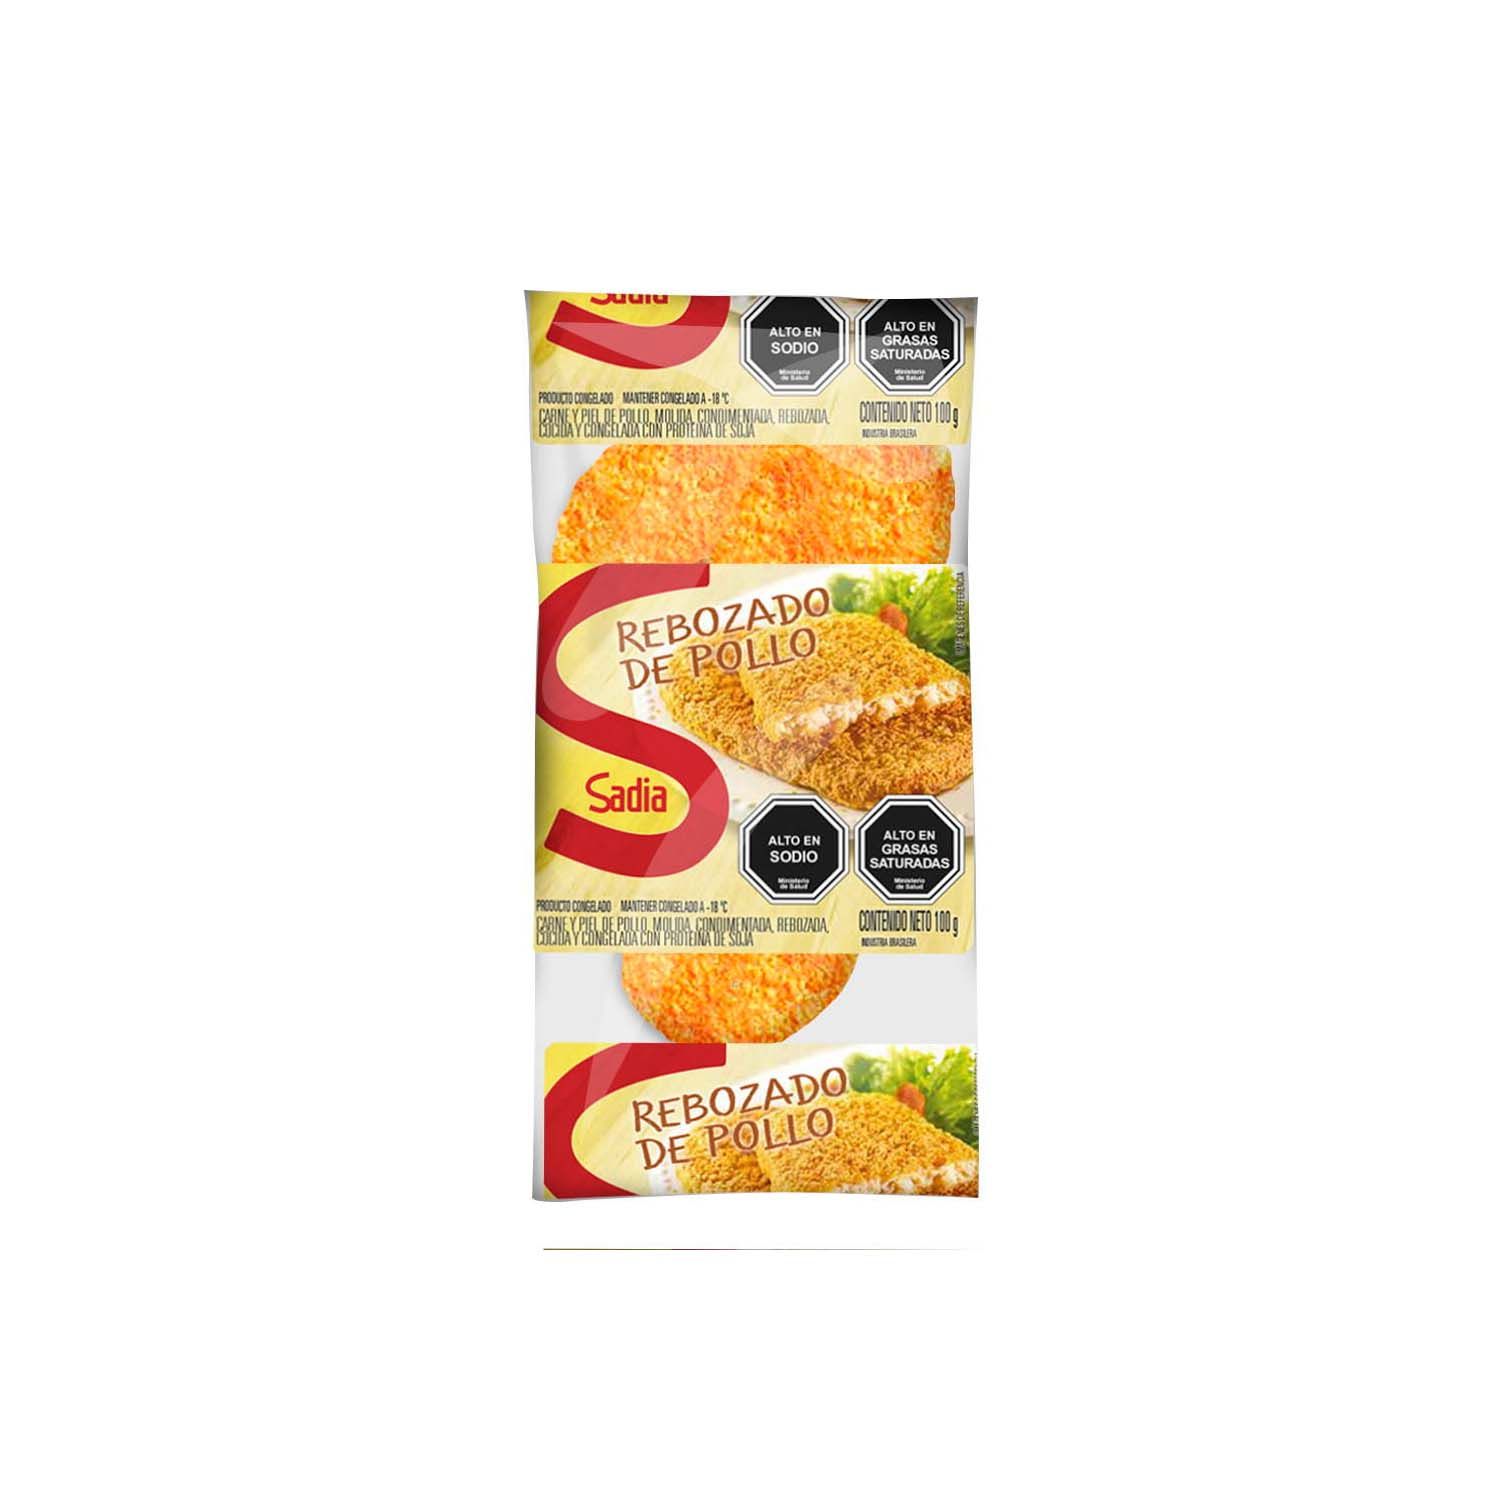 Sadia
ALTO EN
SODIO
Ministerio
de Salud
ALTO EN
GRASAS
SATURADAS
Ministerio
de Salud
PRODUCTO CONGELADO MANTENER CONGELADO A -18 °C
CARNE Y PIEL DE POLLO, MOLIDA, CONDIMENTADA, REBOZADA,
COCIDA Y CONGELADA CON PROTEINA DE SOJA
CONTENIDO NETO 100 g
INDUSTRIA BRASILERA
REBOZADO
DE POLLO
IMÁGENES DE REFERENCIA
Sadia
ALTO EN
SODIO
Ministerio
de Salud
ALTO EN
GRASAS
SATURADAS
Ministerio
de Salud
PRODUCTO CONGELADO MANTENER CONGELADO A -18 °C
CARNE Y PIEL DE POLLO, MOLIDA, CONDIMENTADA, REBOZADA,
COCIDA Y CONGELADA CON PROTEINA DE SOJA
CONTENIDO NETO 100 g
INDUSTRIA BRASILERA
REBOZADO
DE POLLO